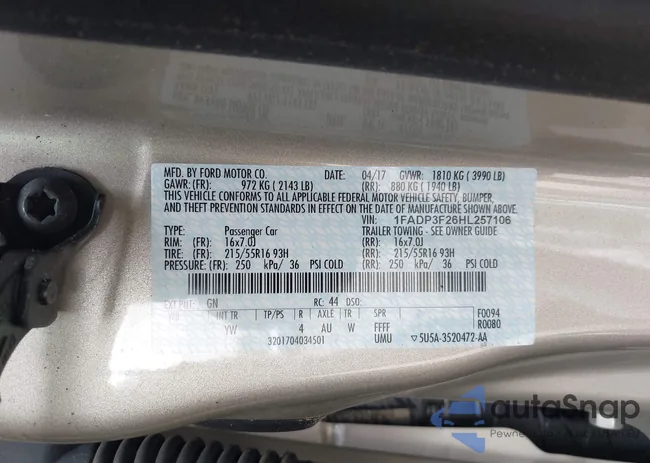 MFD. BY FORD MOTOR CO. DATE: 04/17 GVWR: 1810 KG ( 3990 LB)
GAWR: (FR): 972 KG ( 2143 LB) (RR): 880 KG ( 1940 LB)
THIS VEHICLE CONFORMS TO ALL APPLICABLE FEDERAL MOTOR VEHICLE SAFETY, BUMPER,
AND THEFT PREVENTION STANDARDS IN EFFECT ON THE DATE OF MANUFACTURE SHOWN ABOVE.
VIN: 1FADP3F26HL257106
TYPE: Passenger Car TRAILER TOWING - SEE OWNER GUIDE
RIM: (FR): 16x7.0J (RR): 16x7.0J
TIRE: (FR): 215/55R16 93H (RR): 215/55R16 93H
PRESSURE: (FR): 250 kPa/ 36 PSI COLD (RR): 250 kPa/ 36 PSI COLD
EXT PNT: GN RC: 44 DSO: F0094
TP/PS R AXLE TR SPR R0080
YW 4 AU W FFFF
3201704034501 UMU ▽5U5A-3520472-AA
autoSnap